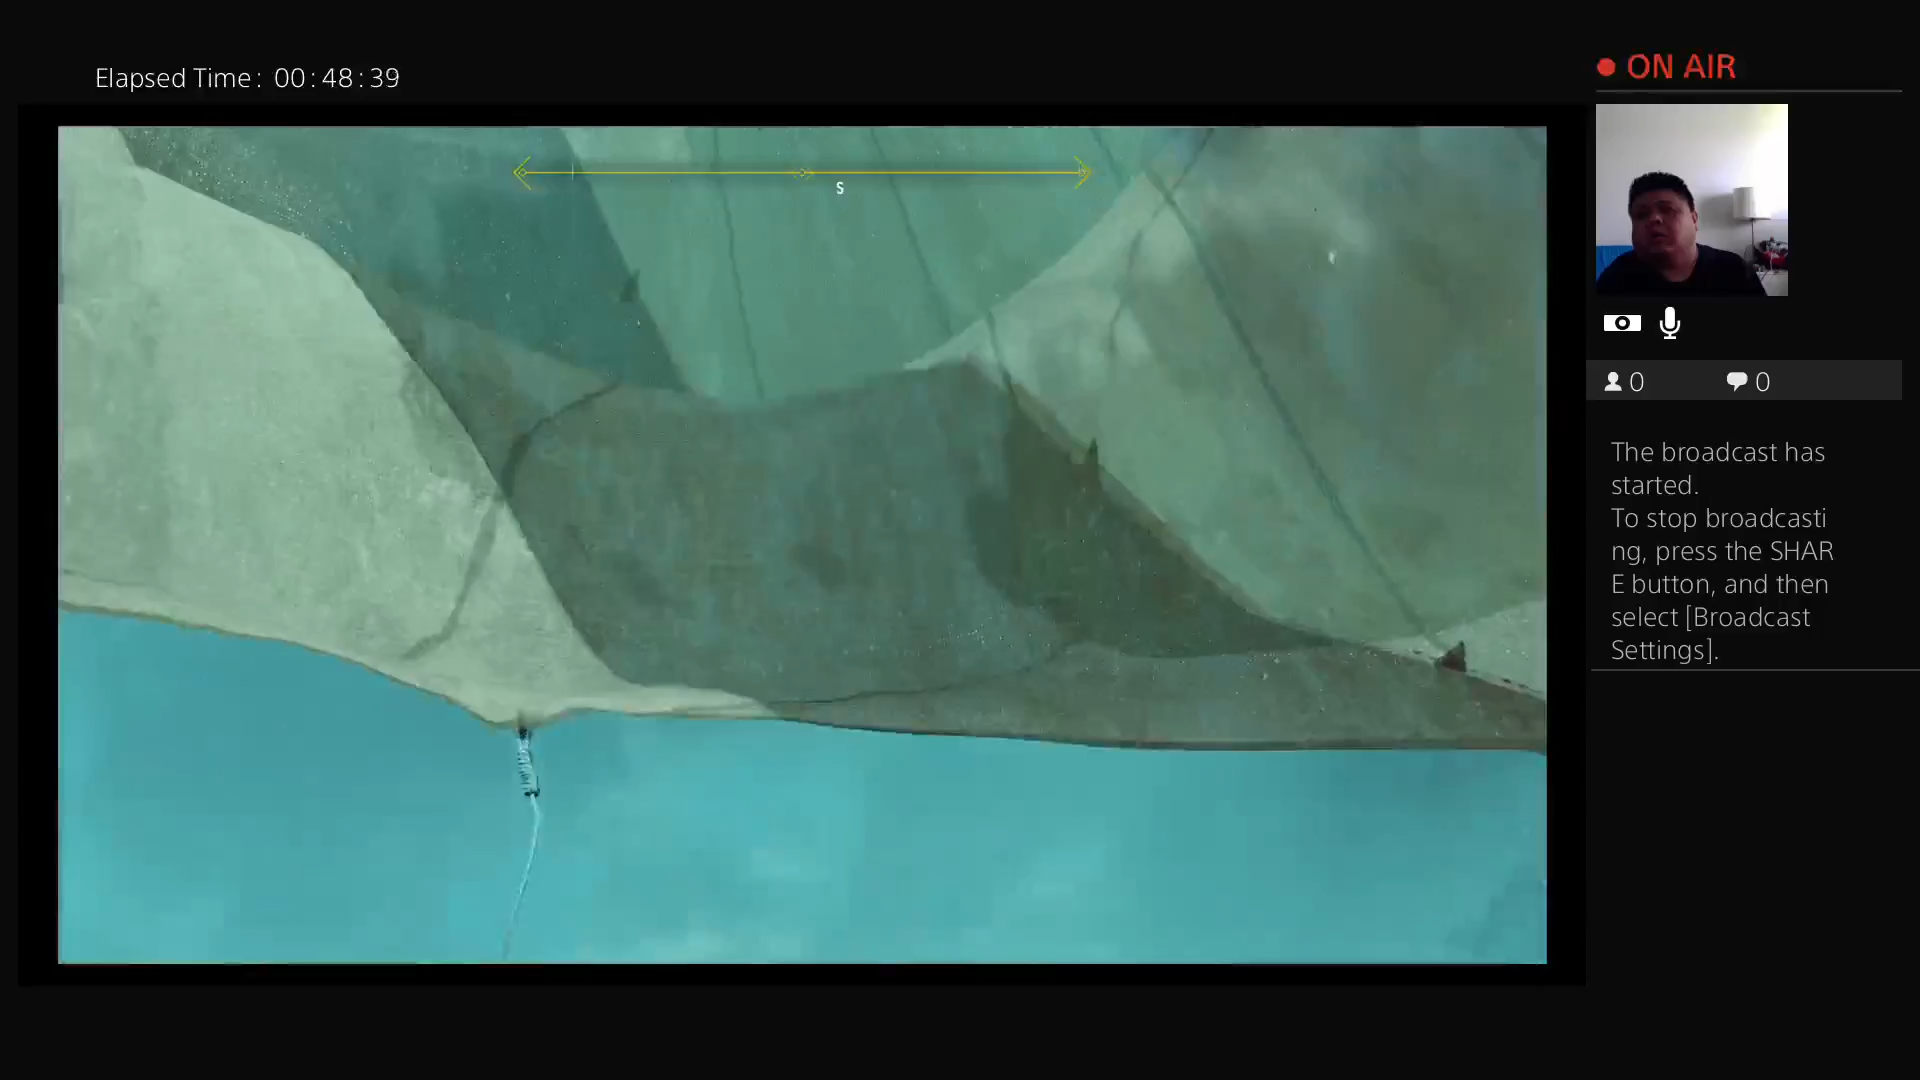 Elapsed Time: 00:48:39
ON AIR
S
0
0
The broadcast has
started.
To stop broadcasti
ng, press the SHAR
E button, and then
select [Broadcast
Settings].